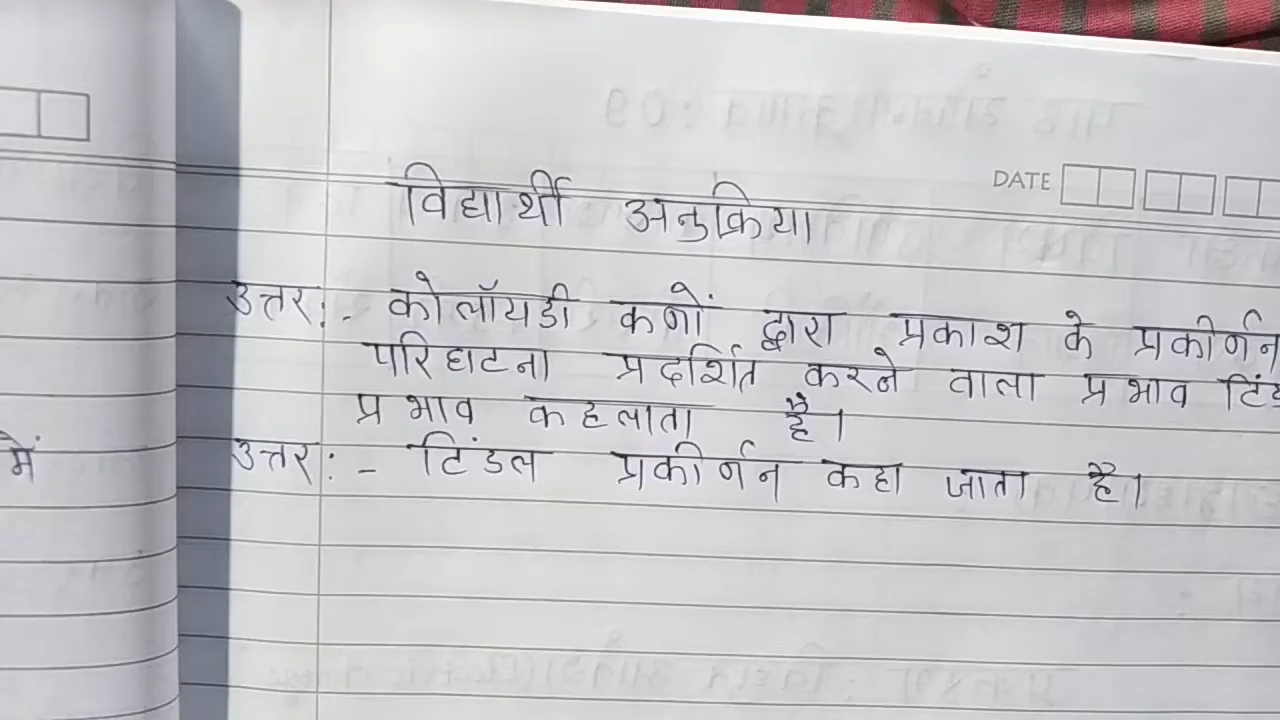 DATE
विद्यार्थी अनुक्रिया
उत्तर:- कोलॉयडी कणों द्वारा प्रकाश के प्रकीर्णन
परिघटना प्रदर्शित करने वाला प्रभाव
प्रभाव कहलाता है।
में
उत्तर:- टिंडल प्रकीर्णन कहा जाता है।